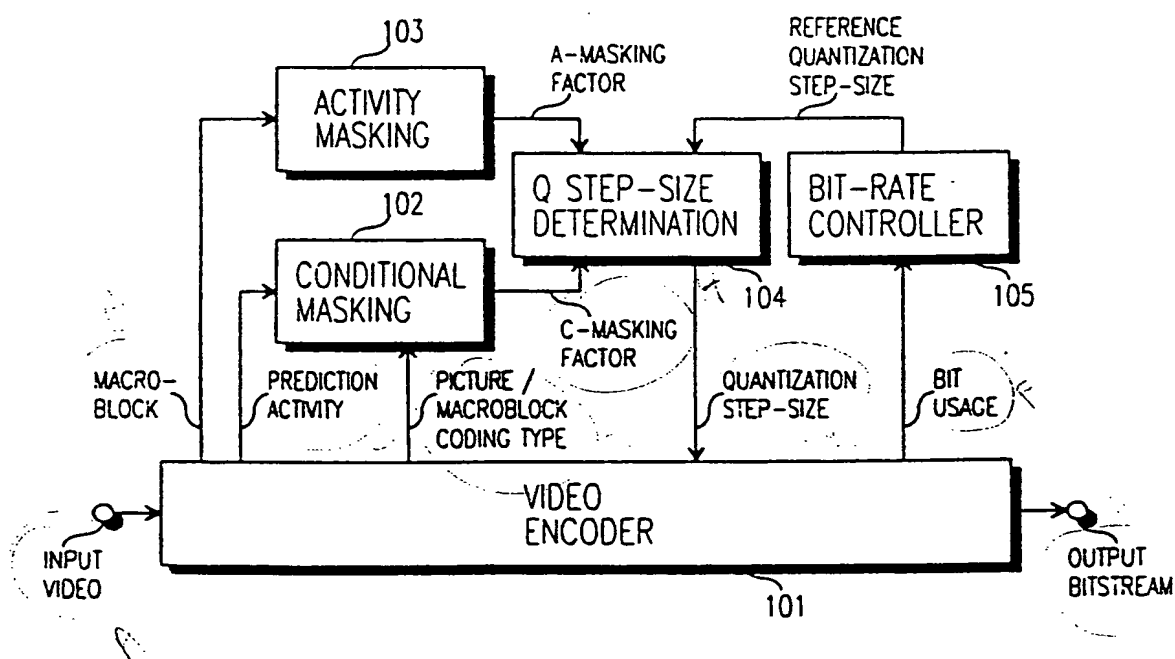 103
ACTIVITY
MASKING
A-MASKING
FACTOR
REFERENCE
QUANTIZATION
STEP-SIZE
102
CONDITIONAL
MASKING
Q STEP-SIZE
DETERMINATION
104
BIT-RATE
CONTROLLER
105
C-MASKING
FACTOR
MACRO-
BLOCK
PREDICTION
ACTIVITY
PICTURE /
MACROBLOCK
CODING TYPE
QUANTIZATION
STEP-SIZE
BIT
USAGE
VIDEO
ENCODER
INPUT
VIDEO
101
OUTPUT
BITSTREAM